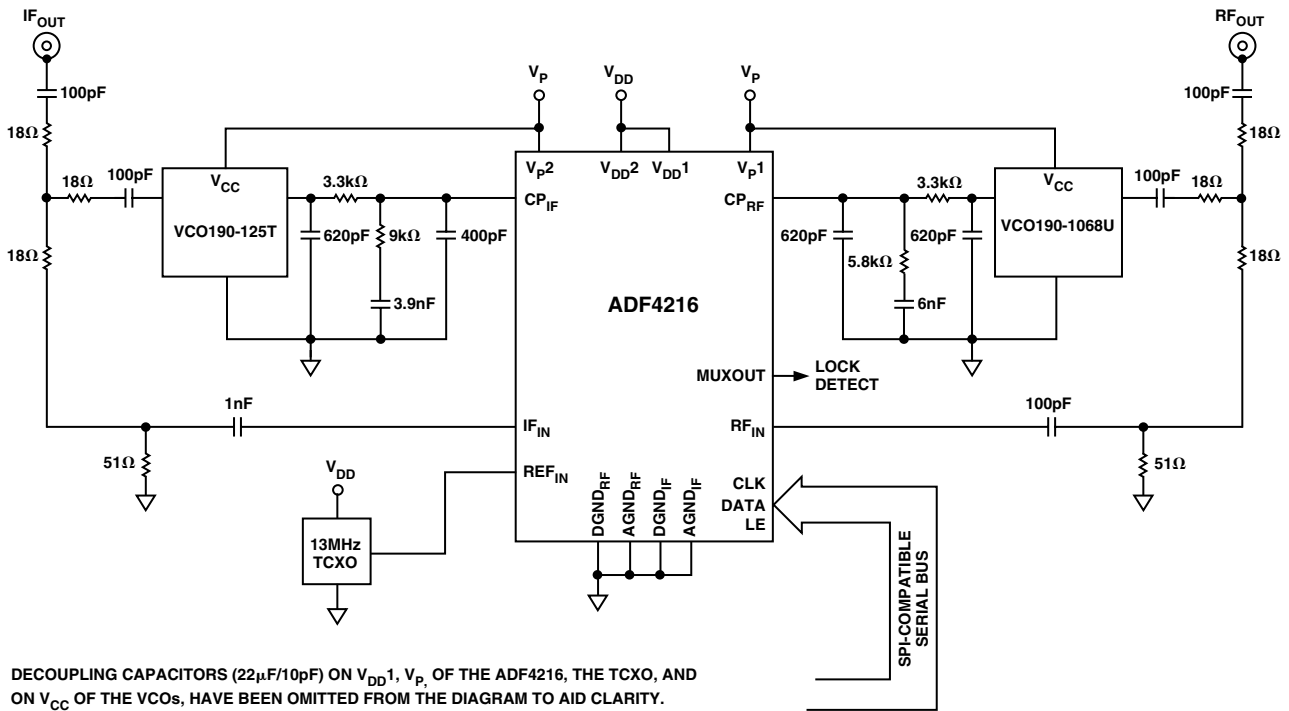 IFOUT
RFOUT
100pF
18Ω
VP
VDD
VP
100pF
18Ω
18Ω
100pF
VCC
VCO190-125T
3.3kΩ
620pF
9kΩ
400pF
3.9nF
18Ω
VP2
VDD2
VDD1
VP1
CPIF
CPRF
ADF4216
3.3kΩ
620pF
620pF
5.8kΩ
6nF
VCC
VCO190-1068U
100pF
18Ω
18Ω
MUXOUT
LOCK
DETECT
1nF
51Ω
IFIN
REFIN
RFIN
100pF
51Ω
VDD
13MHz
TCXO
DGNDRF
AGNDRF
DGNDIF
AGNDIF
CLK
DATA
LE
SPI-COMPATIBLE
SERIAL BUS
DECOUPLING CAPACITORS (22μF/10pF) ON VDD1, VP, OF THE ADF4216, THE TCXO, AND
ON VCC OF THE VCOs, HAVE BEEN OMITTED FROM THE DIAGRAM TO AID CLARITY.